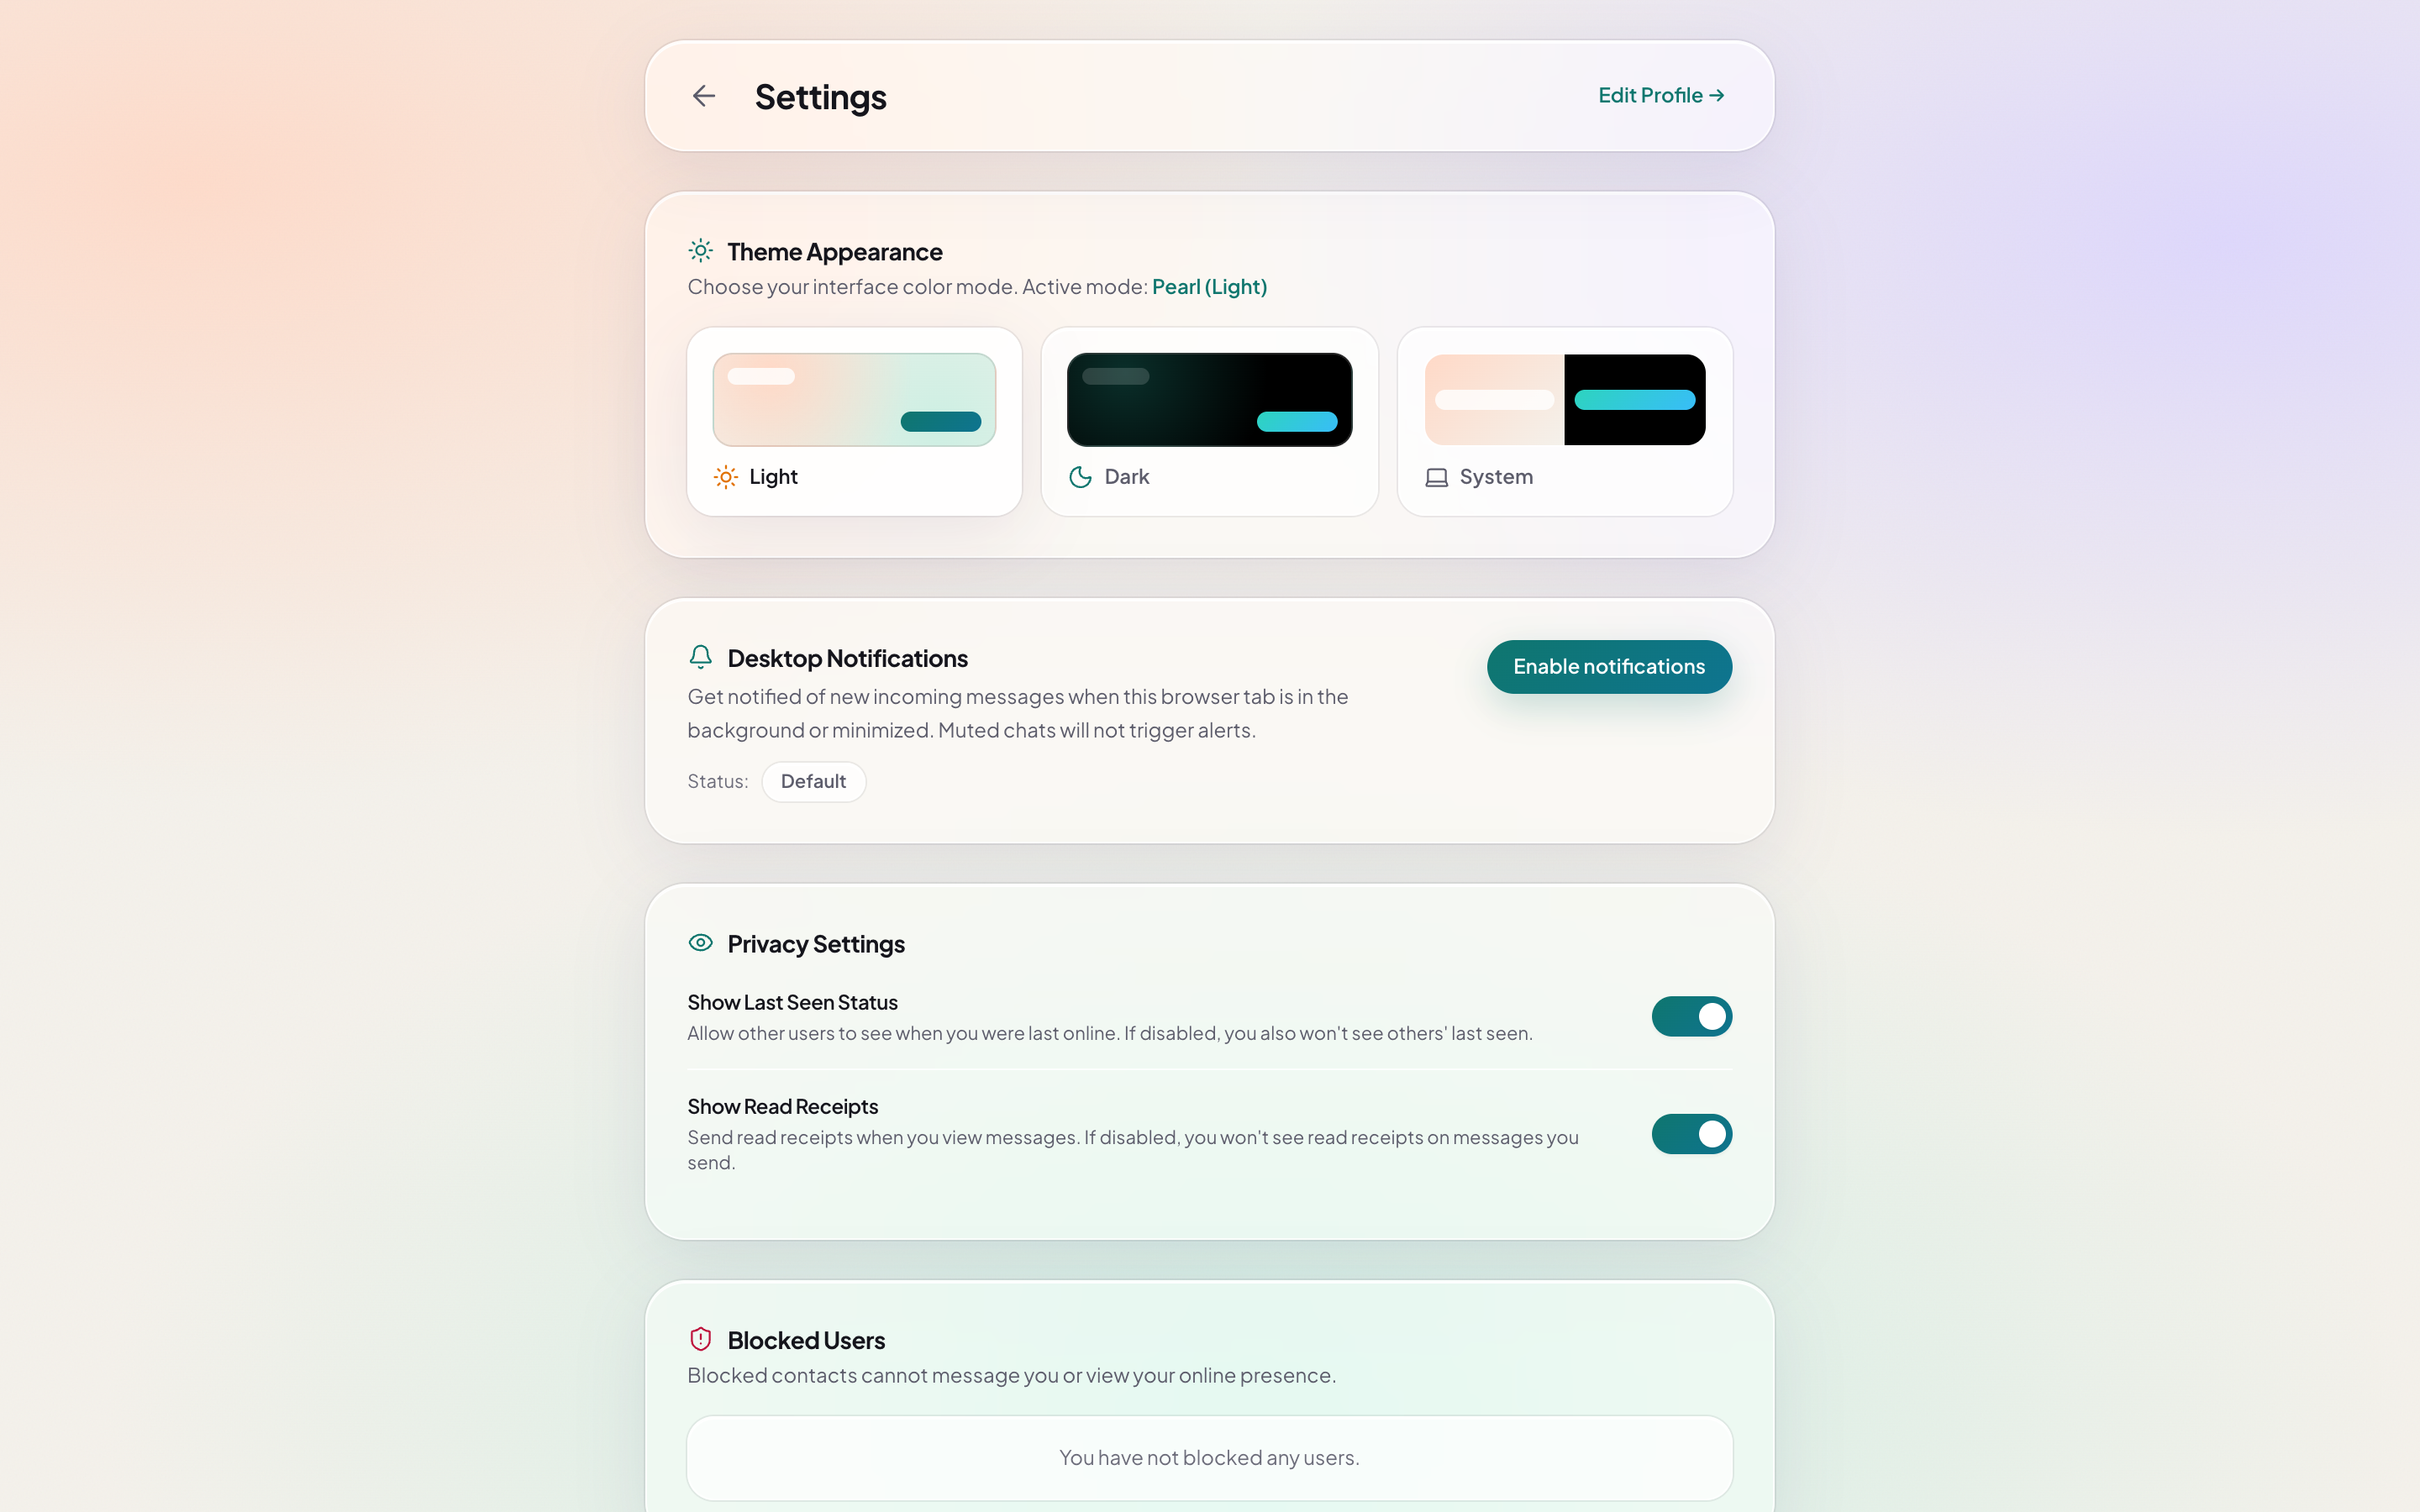 Settings
Edit Profile →
Theme Appearance
Choose your interface color mode. Active mode: Pearl (Light)
Light
Dark
System
Desktop Notifications
Enable notifications
Get notified of new incoming messages when this browser tab is in the
background or minimized. Muted chats will not trigger alerts.
Status: Default
Privacy Settings
Show Last Seen Status
Allow other users to see when you were last online. If disabled, you also won't see others' last seen.
Show Read Receipts
Send read receipts when you view messages. If disabled, you won't see read receipts on messages you
send.
Blocked Users
Blocked contacts cannot message you or view your online presence.
You have not blocked any users.